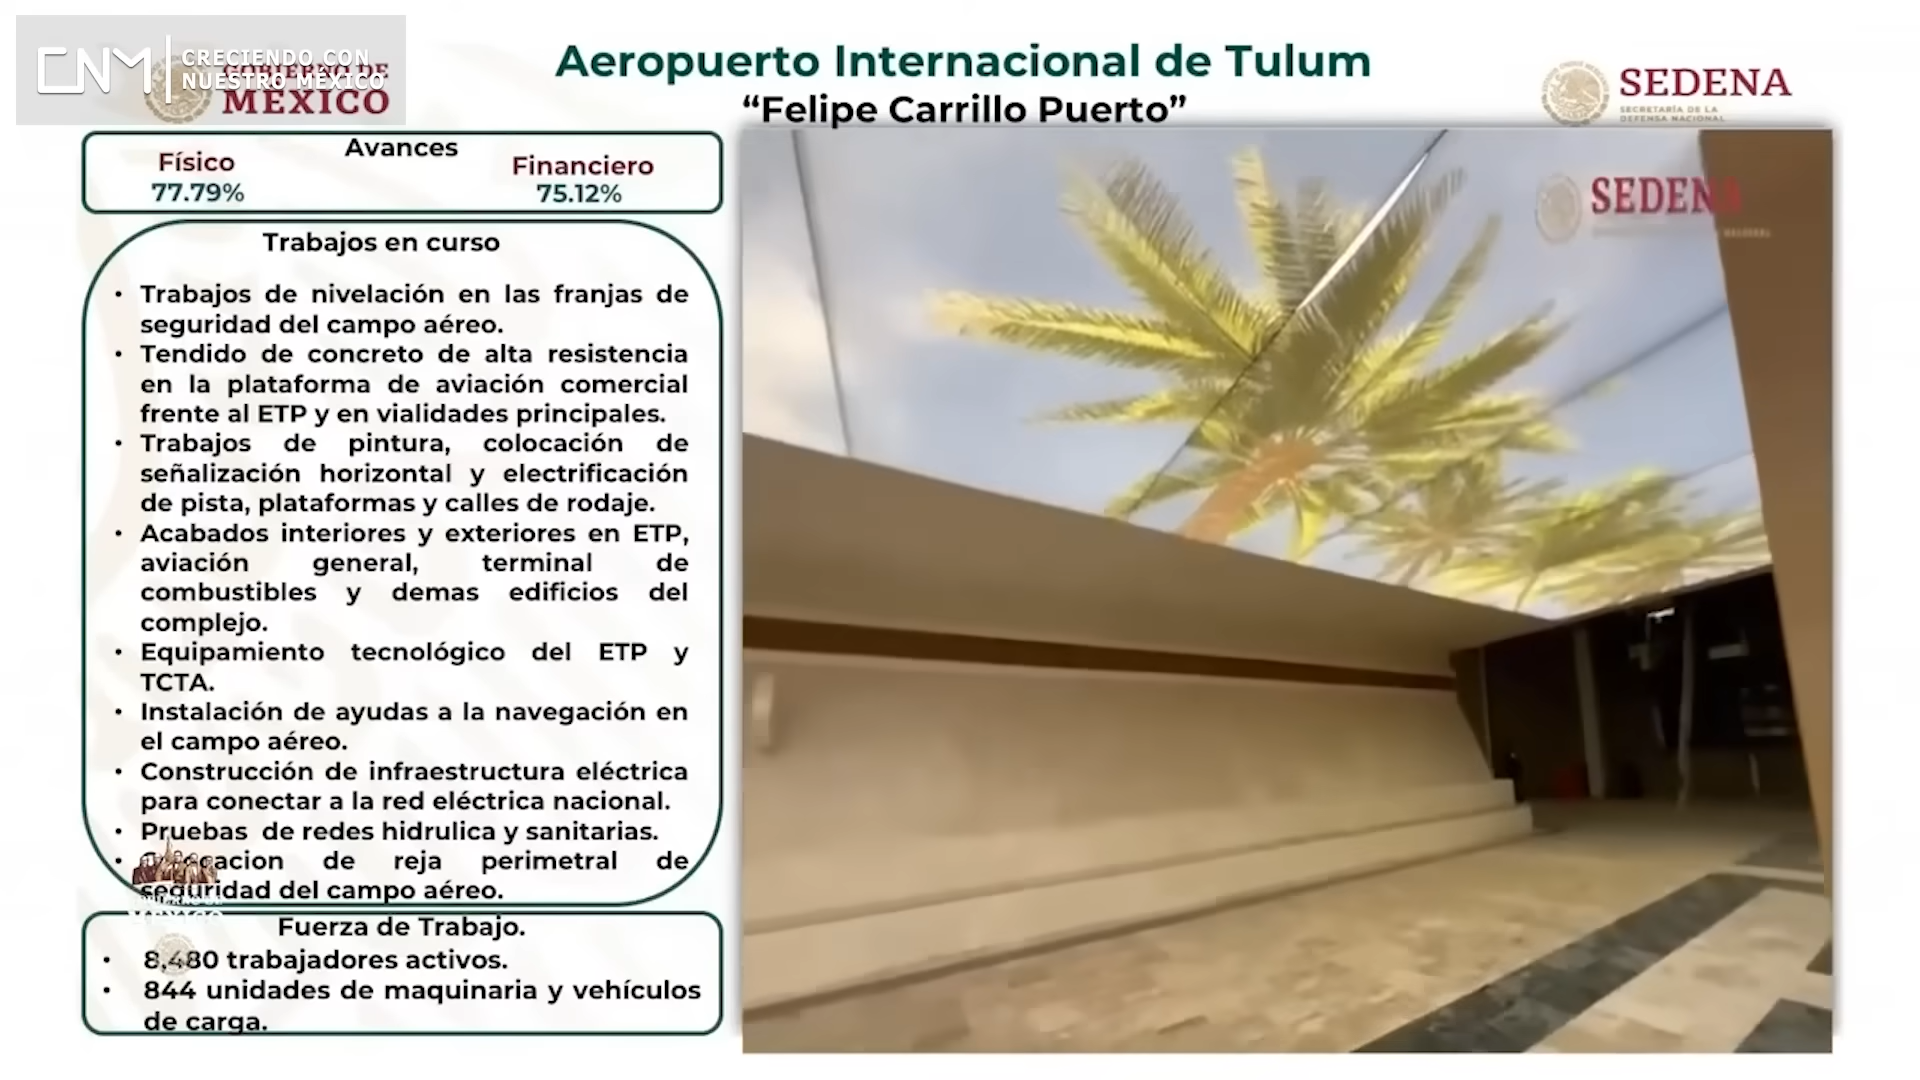 CNM
CRECIENDO CON
NUESTRO MÉXICO
GOBIERNO DE
MÉXICO
Aeropuerto Internacional de Tulum
“Felipe Carrillo Puerto”
SEDENA
SECRETARÍA DE LA
DEFENSA NACIONAL
Avances
Físico
77.79%
Financiero
75.12%
SEDENA
Trabajos en curso
• Trabajos de nivelación en las franjas de
seguridad del campo aéreo.
• Tendido de concreto de alta resistencia
en la plataforma de aviación comercial
frente al ETP y en vialidades principales.
• Trabajos de pintura, colocación de
señalización horizontal y electrificación
de pista, plataformas y calles de rodaje.
• Acabados interiores y exteriores en ETP,
aviación general, terminal de
combustibles y demas edificios del
complejo.
• Equipamiento tecnológico del ETP y
TCTA.
• Instalación de ayudas a la navegación en
el campo aéreo.
• Construcción de infraestructura eléctrica
para conectar a la red eléctrica nacional.
• Pruebas de redes hidrulica y sanitarias.
• de reja perimetral de
seguridad del campo aéreo.
MÉXICO
Fuerza de Trabajo.
• 8,480 trabajadores activos.
• 844 unidades de maquinaria y vehículos
de carga.